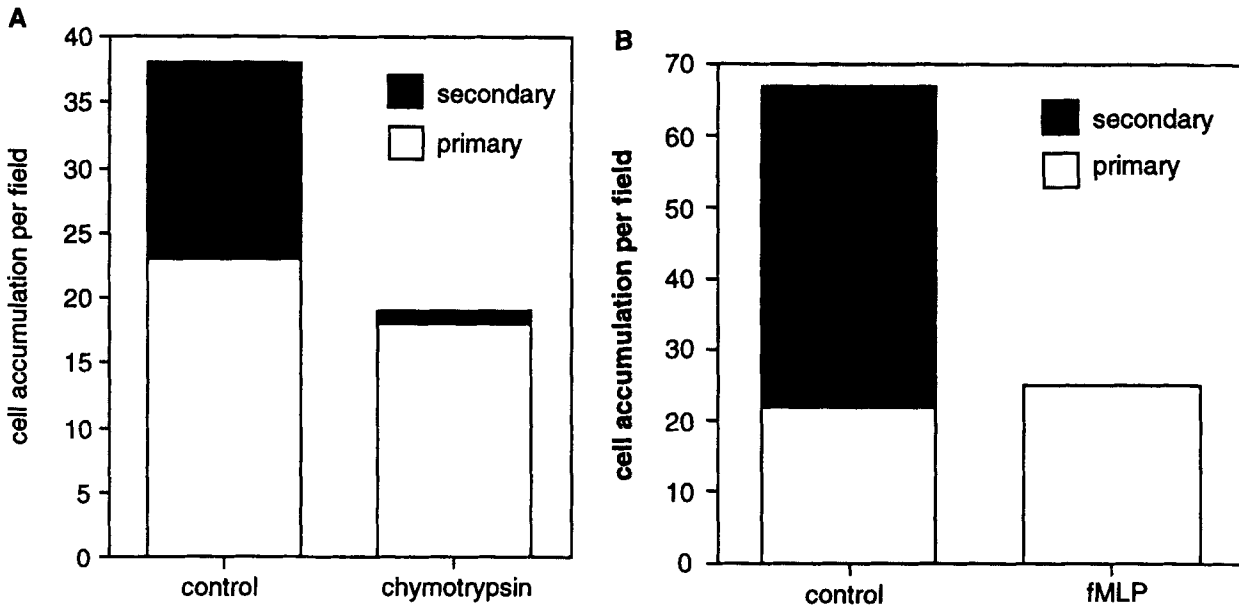 A
cell accumulation per field
40
35
30
25
20
15
10
5
0
secondary
primary
control
chymotrypsin
B
cell accumulation per field
70
60
50
40
30
20
10
0
secondary
primary
control
fMLP